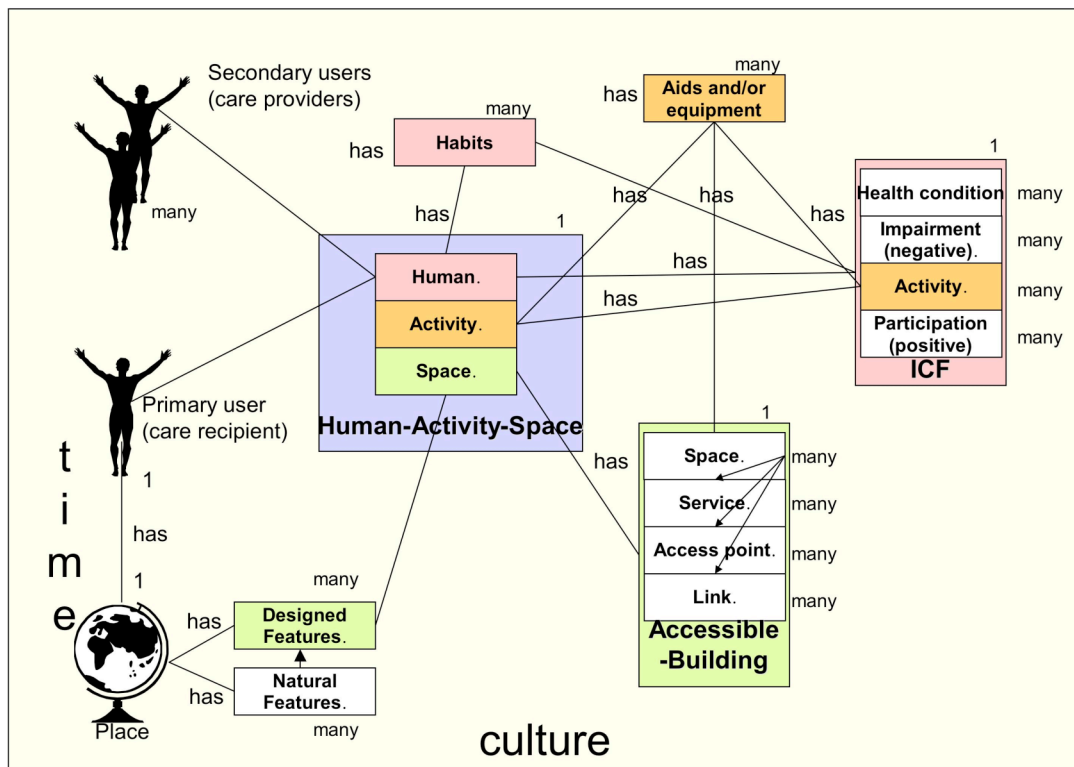 Secondary users
(care providers)
many
many
has
Habits
many
has
Aids and/or
equipment
has
has
has
has
1
Health condition
many
Impairment
(negative).
many
Activity.
many
Participation
(positive)
many
ICF
1
Human.
Activity.
Space.
Human-Activity-Space
has
has
Primary user
(care recipient)
1
has
1
time
Place
has
has
many
Designed
Features.
Natural
Features.
many
has
1
Space.
many
Service.
many
Access point.
many
Link.
many
Accessible
-Building
culture